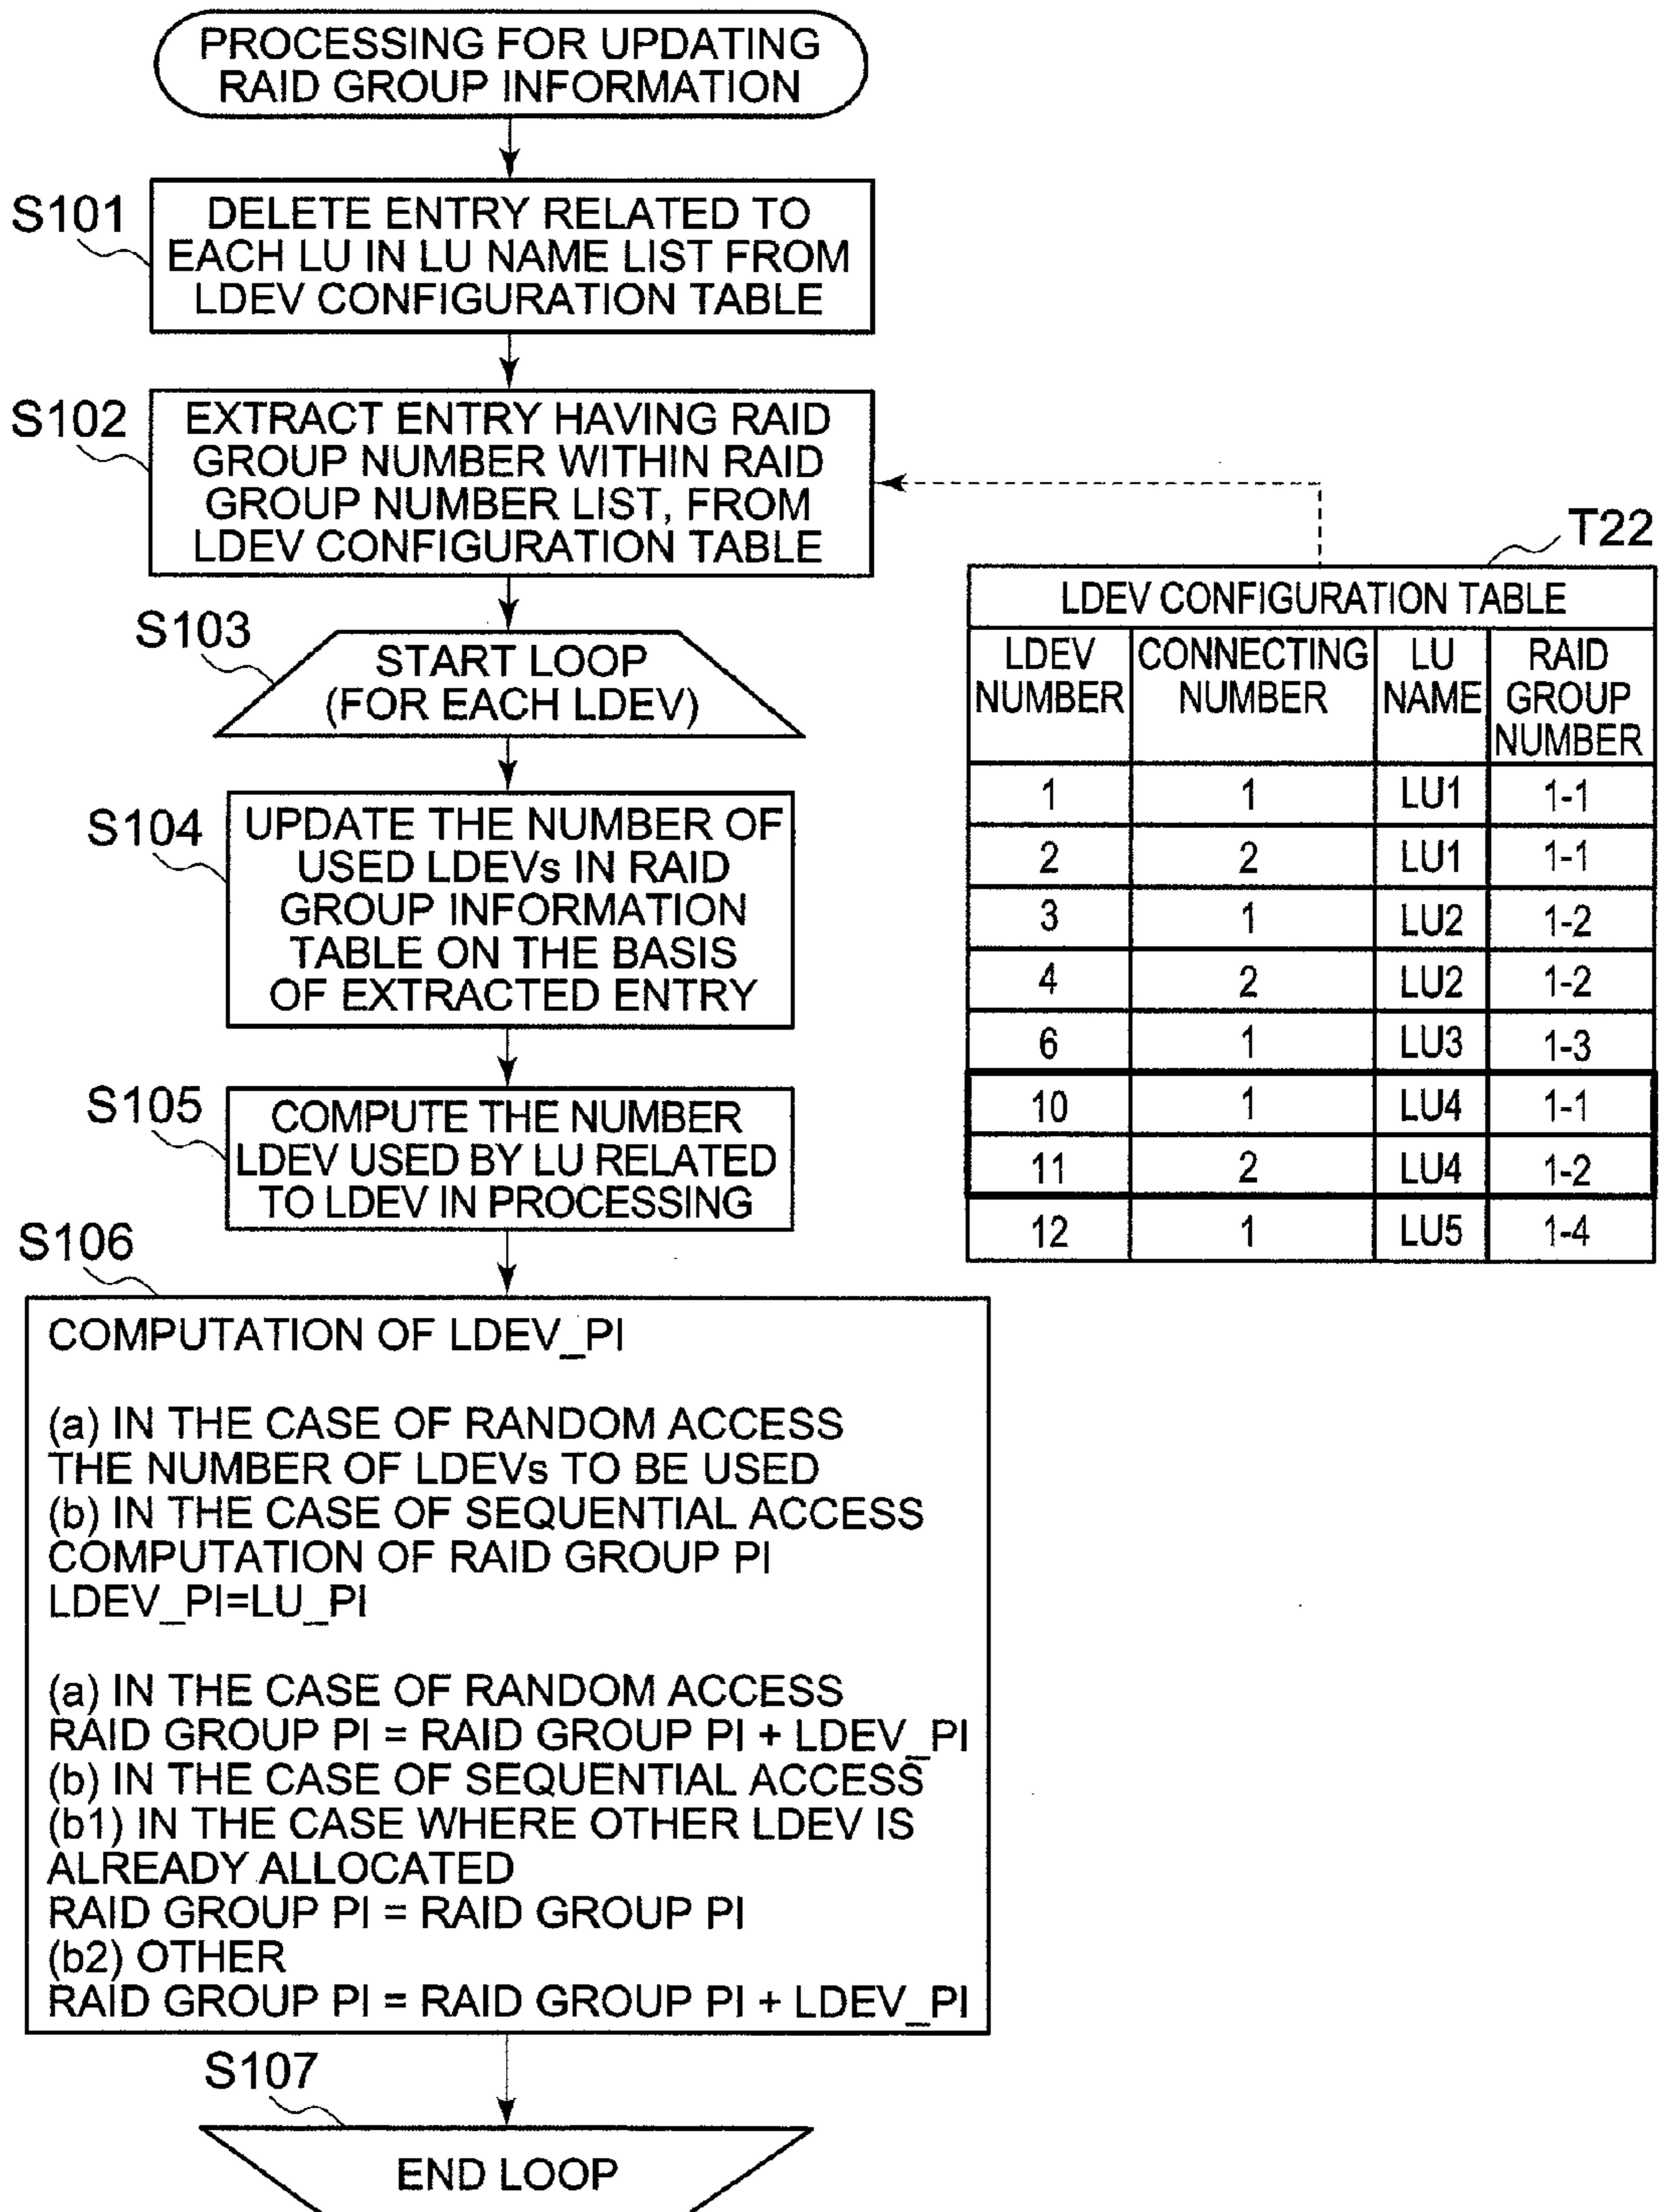 PROCESSING FOR UPDATING
RAID GROUP INFORMATION
S101
DELETE ENTRY RELATED TO
EACH LU IN LU NAME LIST FROM
LDEV CONFIGURATION TABLE
S102
EXTRACT ENTRY HAVING RAID
GROUP NUMBER WITHIN RAID
GROUP NUMBER LIST, FROM
LDEV CONFIGURATION TABLE
S103
START LOOP
(FOR EACH LDEV)
S104
UPDATE THE NUMBER OF
USED LDEVs IN RAID
GROUP INFORMATION
TABLE ON THE BASIS
OF EXTRACTED ENTRY
S105
COMPUTE THE NUMBER
LDEV USED BY LU RELATED
TO LDEV IN PROCESSING
S106
COMPUTATION OF LDEV_PI
(a) IN THE CASE OF RANDOM ACCESS
THE NUMBER OF LDEVs TO BE USED
(b) IN THE CASE OF SEQUENTIAL ACCESS
COMPUTATION OF RAID GROUP PI
LDEV_PI=LU_PI
(a) IN THE CASE OF RANDOM ACCESS
RAID GROUP PI = RAID GROUP PI + LDEV_PI
(b) IN THE CASE OF SEQUENTIAL ACCESS
(b1) IN THE CASE WHERE OTHER LDEV IS
ALREADY ALLOCATED
RAID GROUP PI = RAID GROUP PI
(b2) OTHER
RAID GROUP PI = RAID GROUP PI + LDEV_PI
S107
END LOOP
T22
LDEV CONFIGURATION TABLE
LDEV NUMBER CONNECTING NUMBER LU NAME RAID GROUP NUMBER
1 1 LU1 1-1
2 2 LU1 1-1
3 1 LU2 1-2
4 2 LU2 1-2
6 1 LU3 1-3
10 1 LU4 1-1
11 2 LU4 1-2
12 1 LU5 1-4